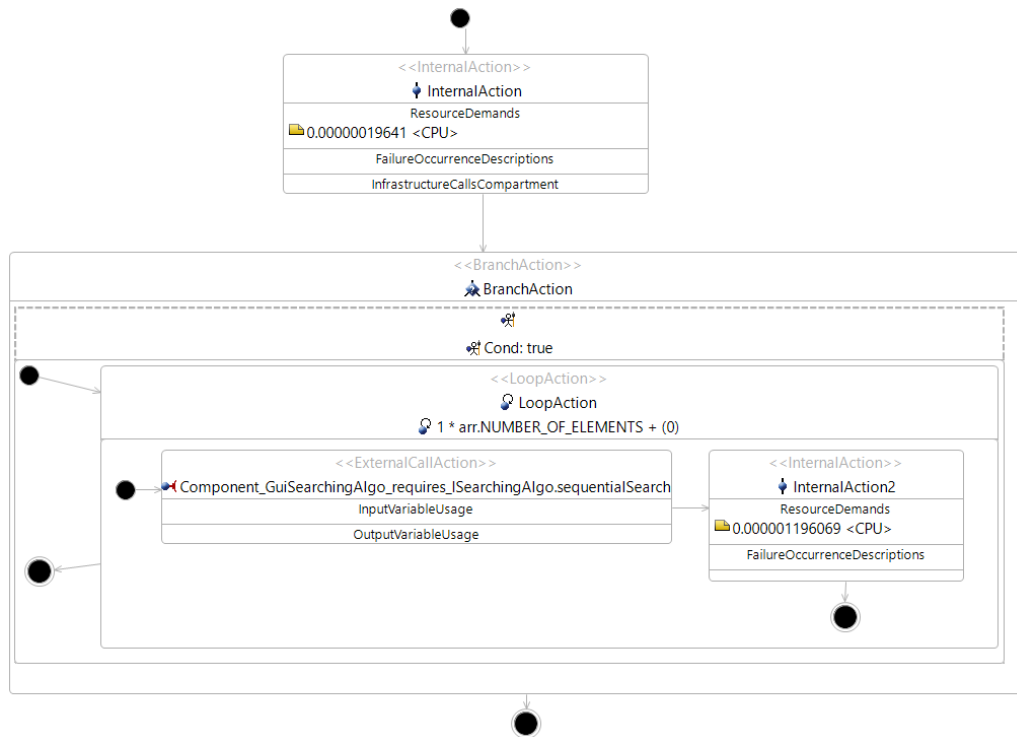 <<InternalAction>>
InternalAction
ResourceDemands
0.00000019641 <CPU>
FailureOccurrenceDescriptions
InfrastructureCallsCompartment
<<BranchAction>>
BranchAction
Cond: true
<<LoopAction>>
LoopAction
1 * arr.NUMBER_OF_ELEMENTS + (0)
<<ExternalCallAction>>
Component_GuiSearchingAlgo_requires_ISearchingAlgo.sequentialSearch
InputVariableUsage
OutputVariableUsage
<<InternalAction>>
InternalAction2
ResourceDemands
0.000001196069 <CPU>
FailureOccurrenceDescriptions